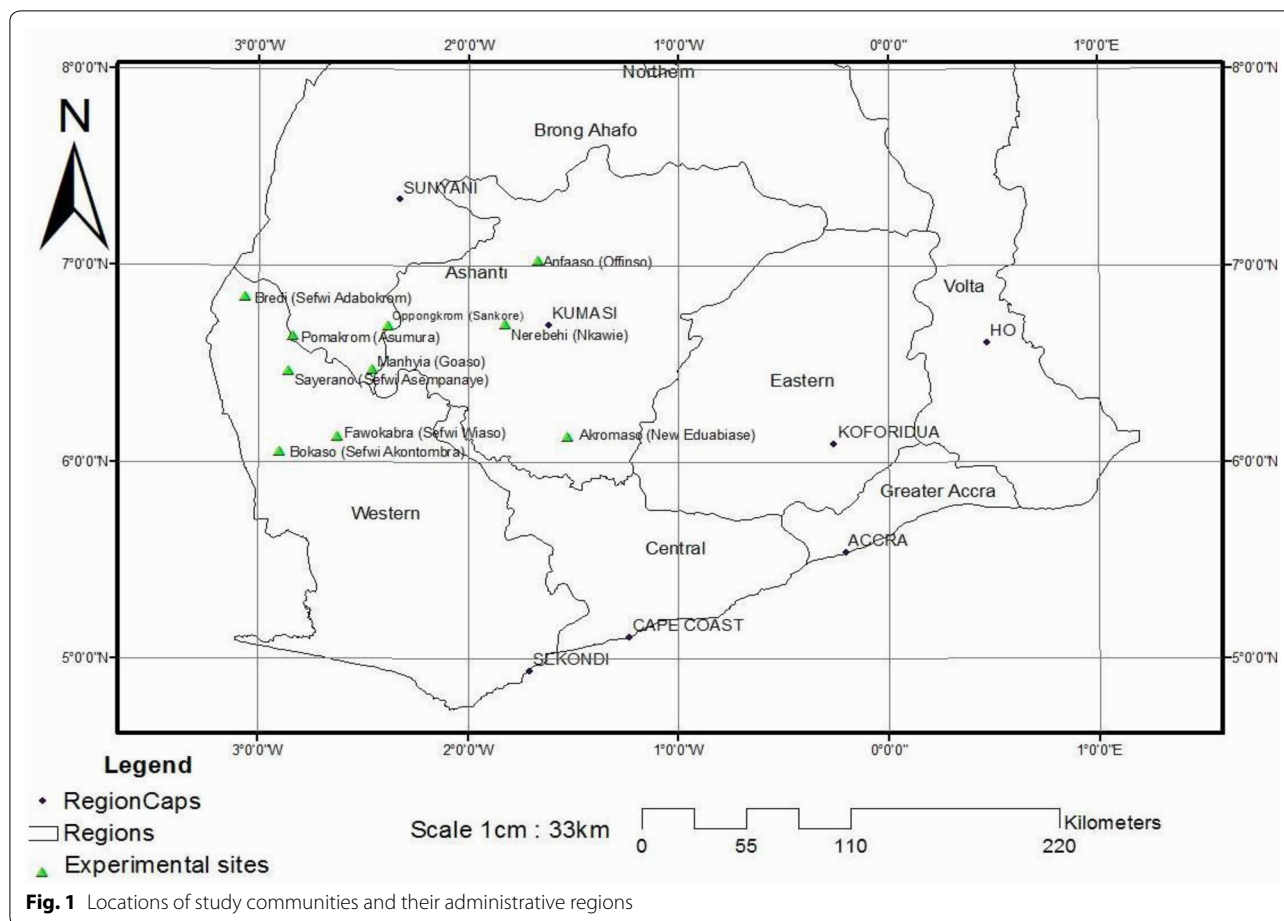 3°0'0"W 2°0'0"W 1°0'0"W 0°0'0" 1°0'0"E
8°0'0"N 8°0'0"N
Northern
N
Brong Ahafo
SUNYANI
Anfaaso (Offinso)
7°0'0"N 7°0'0"N
Ashanti
Volta
Bredi (Sefwi Adabokrom)
Oppongkrom (Sankore)
KUMASI
HO
Pomakrom (Asumura)
Nerebehi (Nkawie)
Manhyia (Goaso)
Sayerano (Sefwi Asempanaye)
Eastern
Fawokabra (Sefwi Wiaso)
Akromaso (New Eduabiase)
KOFORIDUA
Bokaso (Sefwi Akontombra)
6°0'0"N 6°0'0"N
Greater Accra
Western
Central
ACCRA
CAPE COAST
5°0'0"N 5°0'0"N
SEKONDI
3°0'0"W 2°0'0"W 1°0'0"W 0°0'0" 1°0'0"E
Legend
RegionCaps
Regions
Experimental sites
Scale 1cm : 33km
Kilometers
0 55 110 220
Fig. 1 Locations of study communities and their administrative regions